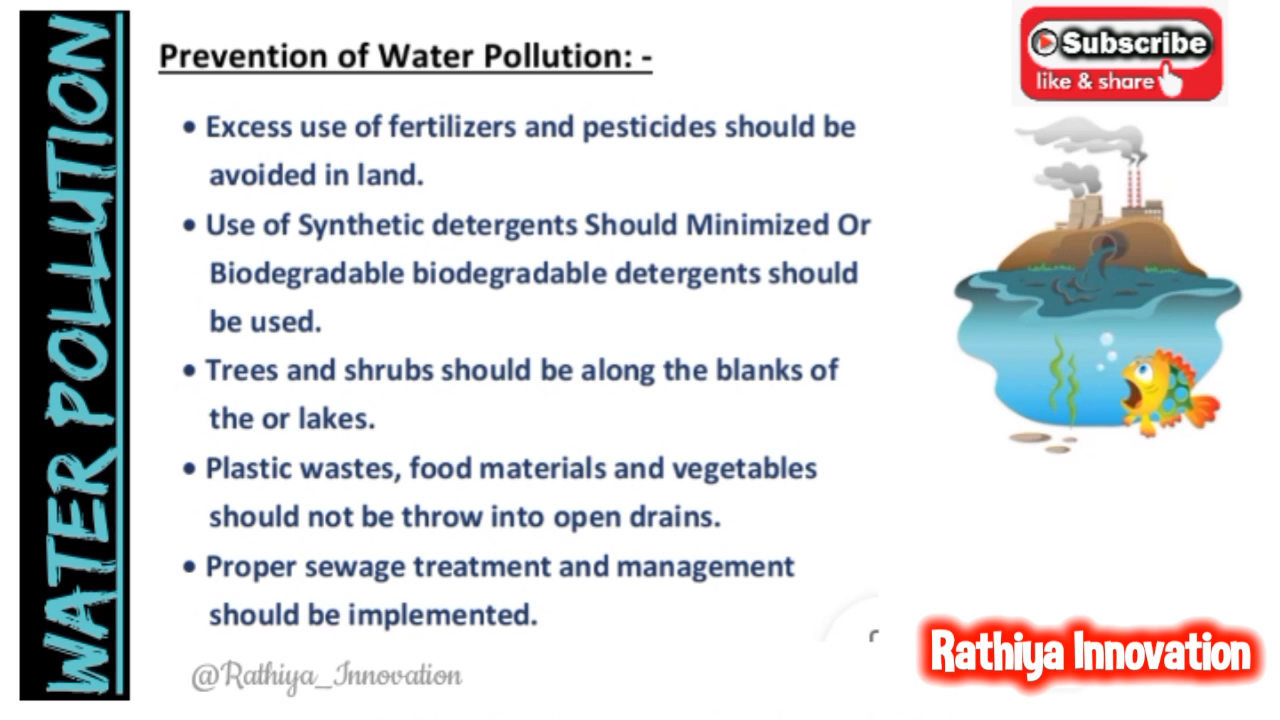 WATER POLLUTION
Prevention of Water Pollution: -
• Excess use of fertilizers and pesticides should be
avoided in land.
• Use of Synthetic detergents Should Minimized Or
Biodegradable biodegradable detergents should
be used.
• Trees and shrubs should be along the blanks of
the or lakes.
• Plastic wastes, food materials and vegetables
should not be throw into open drains.
• Proper sewage treatment and management
should be implemented.
@Rathiya_Innovation
Subscribe
like & share
Rathiya Innovation